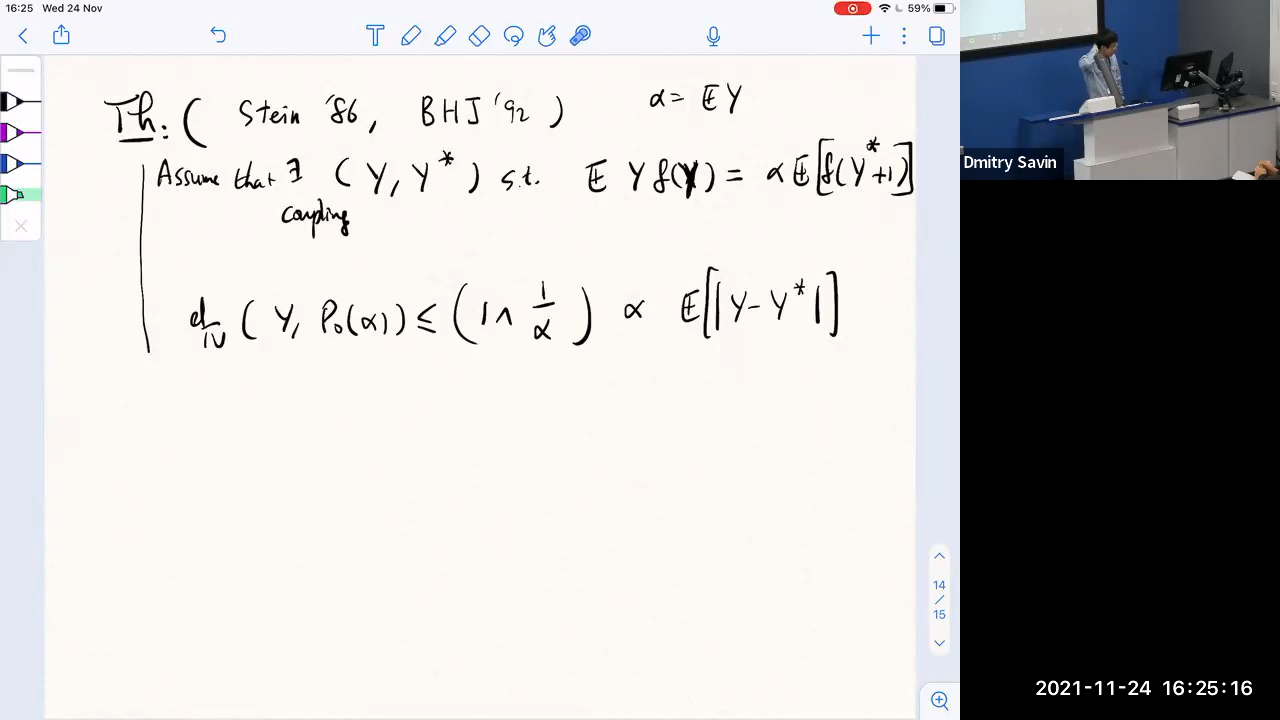 16:25 Wed 24 Nov
59%
Th: ( Stein '86, BHJ '92 ) α = 𝔼 Y
Assume that ∃ ( Y, Y* ) s.t. 𝔼 Y f(Y) = α 𝔼[f(Y*+1)]
coupling
d_TV ( Y, Po(α) ) ≤ ( 1 ∧ 1/α ) α 𝔼[|Y - Y*|]
14
/
15
Dmitry Savin
2021-11-24 16:25:16